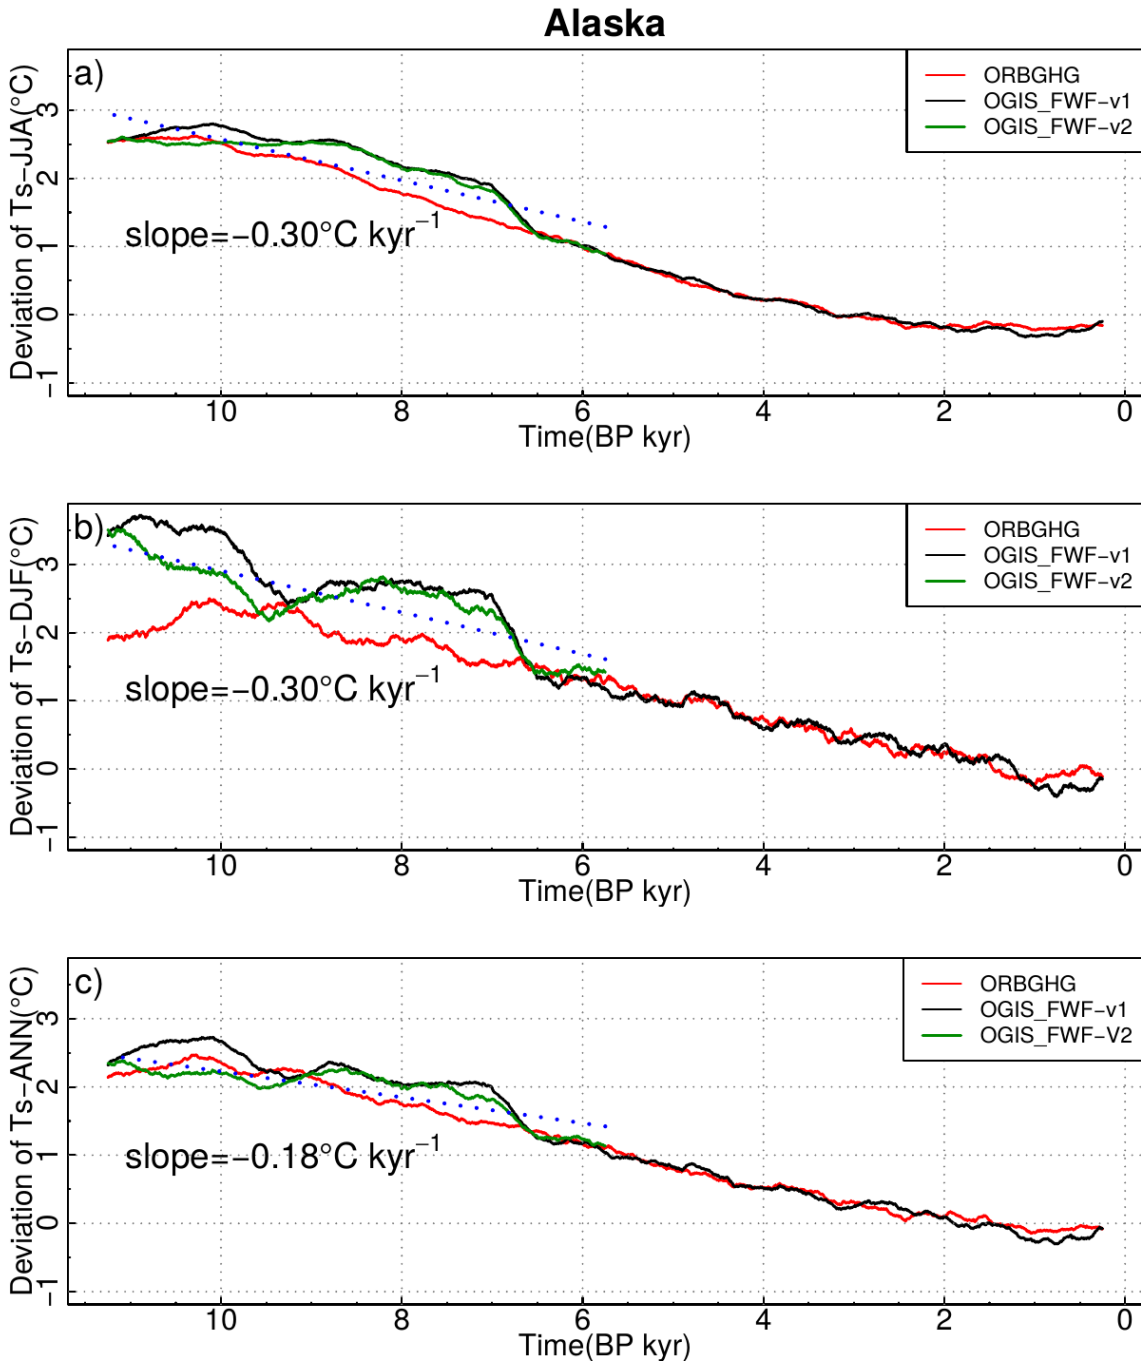 Alaska
a)
ORBGHG
OGIS_FWF−v1
OGIS_FWF−v2
Deviation of Ts−JJA(°C)
3
2
1
0
−1
slope=−0.30°C kyr−1
10 8 6 4 2 0
Time(BP kyr)
b)
ORBGHG
OGIS_FWF−v1
OGIS_FWF−v2
Deviation of Ts−DJF(°C)
3
2
1
0
−1
slope=−0.30°C kyr−1
10 8 6 4 2 0
Time(BP kyr)
c)
ORBGHG
OGIS_FWF−v1
OGIS_FWF−V2
Deviation of Ts−ANN(°C)
3
2
1
0
−1
slope=−0.18°C kyr−1
10 8 6 4 2 0
Time(BP kyr)